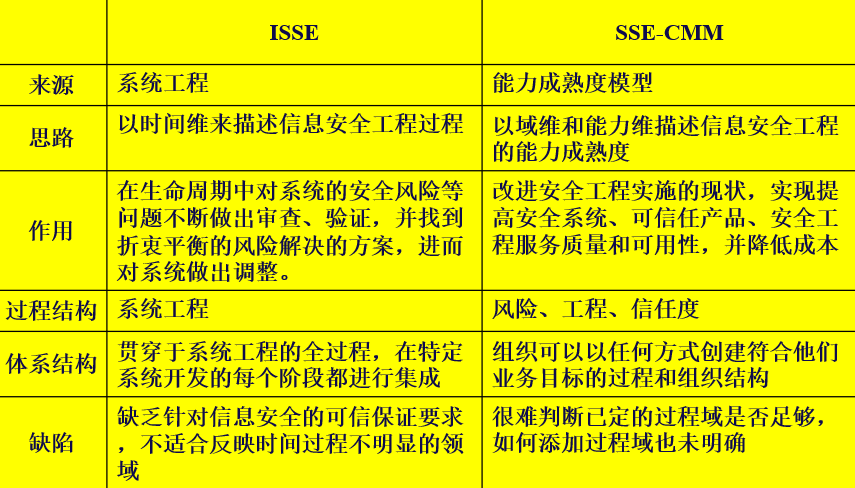 ISSE
SSE-CMM
来源
系统工程
能力成熟度模型
思路
以时间维来描述信息安全工程过程
以域维和能力维描述信息安全工程
的能力成熟度
作用
在生命周期中对系统的安全风险等
问题不断做出审查、验证，并找到
折衷平衡的风险解决的方案，进而
对系统做出调整。
改进安全工程实施的现状，实现提
高安全系统、可信任产品、安全工
程服务质量和可用性，并降低成本
过程结构
系统工程
风险、工程、信任度
体系结构
贯穿于系统工程的全过程，在特定
系统开发的每个阶段都进行集成
组织可以以任何方式创建符合他们
业务目标的过程和组织结构
缺陷
缺乏针对信息安全的可信保证要求
，不适合反映时间过程不明显的领
域
很难判断已定的过程域是否足够，
如何添加过程域也未明确